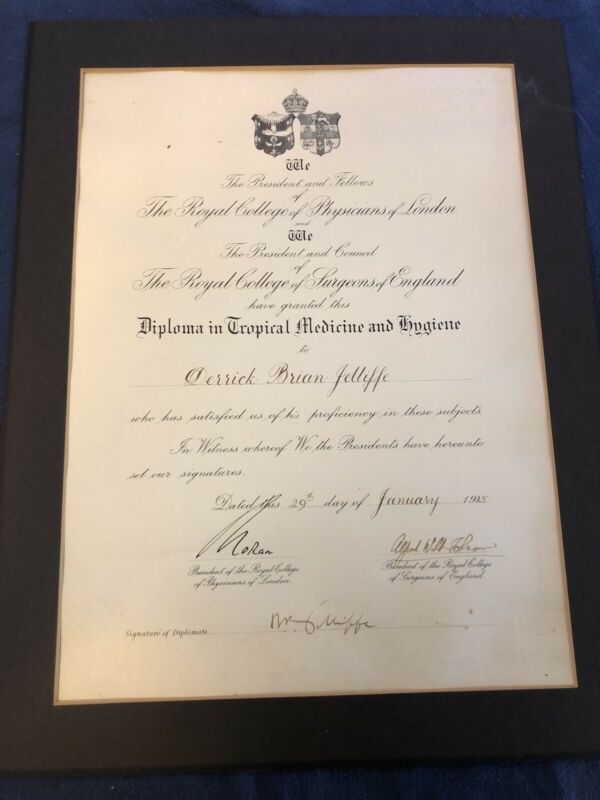 We
The President and Fellows
of
The Royal College of Physicians of London
and
We
The President and Council
of
The Royal College of Surgeons of England
have granted this
Diploma in Tropical Medicine and Hygiene
to
Derrick Brian Jelliffe
who has satisfied us of his proficiency in these subjects.
In Witness whereof We the Presidents have hereunto
set our signatures.
Dated this 29th day of January 1948
Moran
President of the Royal College
of Physicians of London.
President of the Royal College
of Surgeons of England.
Signature of Diplomate